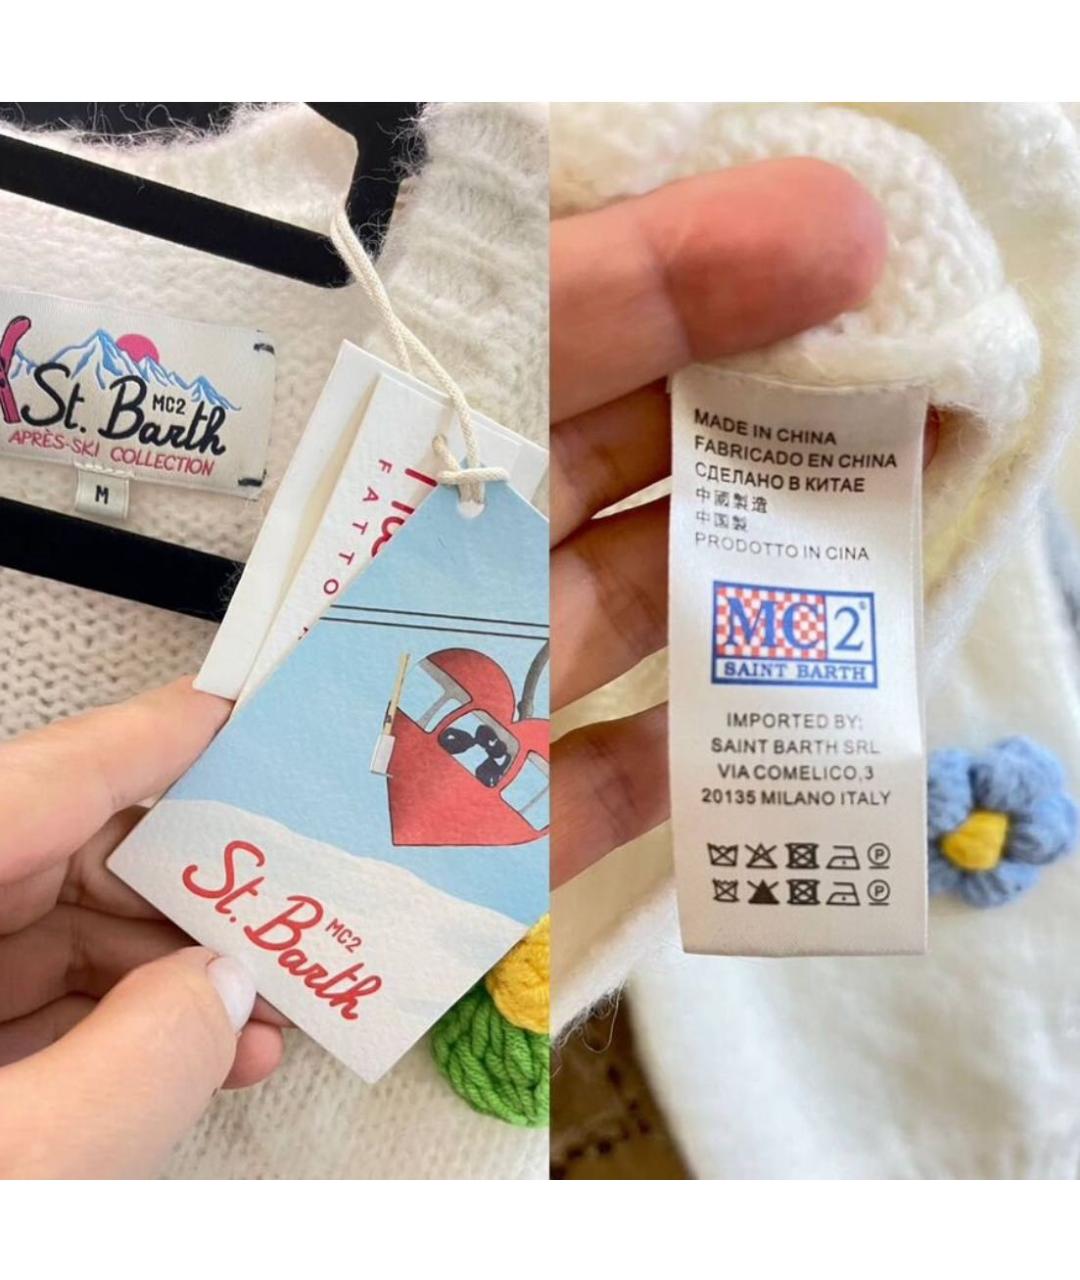 St. Barth
MC2
APRÈS-SKI COLLECTION
M
FATTO
St. Barth
MC2
MADE IN CHINA
FABRICADO EN CHINA
СДЕЛАНО В КИТАЕ
中國製造
中国製
PRODOTTO IN CINA
MC2
SAINT BARTH
IMPORTED BY:
SAINT BARTH SRL
VIA COMELICO,3
20135 MILANO ITALY
P
P